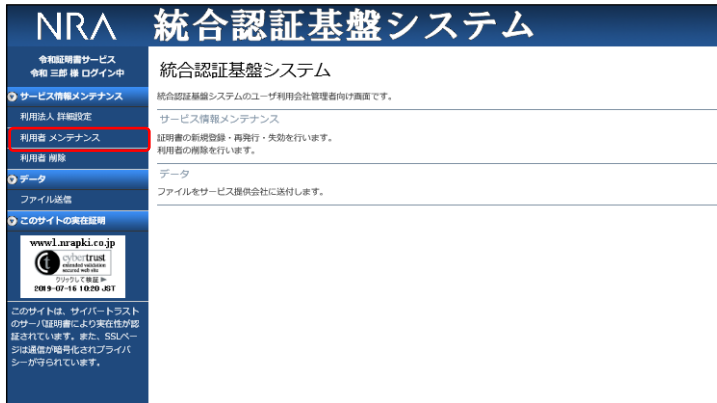 NRA 統合認証基盤システム
令和証明書サービス
令和 三郎 様 ログイン中
サービス情報メンテナンス
利用法人 詳細設定
利用者 メンテナンス
利用者 削除
データ
ファイル送信
このサイトの実在証明
www1.nrapki.co.jp
cybertrust
extended validation
secured web site
クリックして検証
2019-07-16 10:20 JST
このサイトは、サイバートラスト
のサーバ証明書により実在性が認
証されています。また、SSLペー
ジは通信が暗号化されプライバ
シーが守られています。
統合認証基盤システム
統合認証基盤システムのユーザ利用会社管理者向け画面です。
サービス情報メンテナンス
証明書の新規登録・再発行・失効を行います。
利用者の削除を行います。
データ
ファイルをサービス提供会社に送付します。